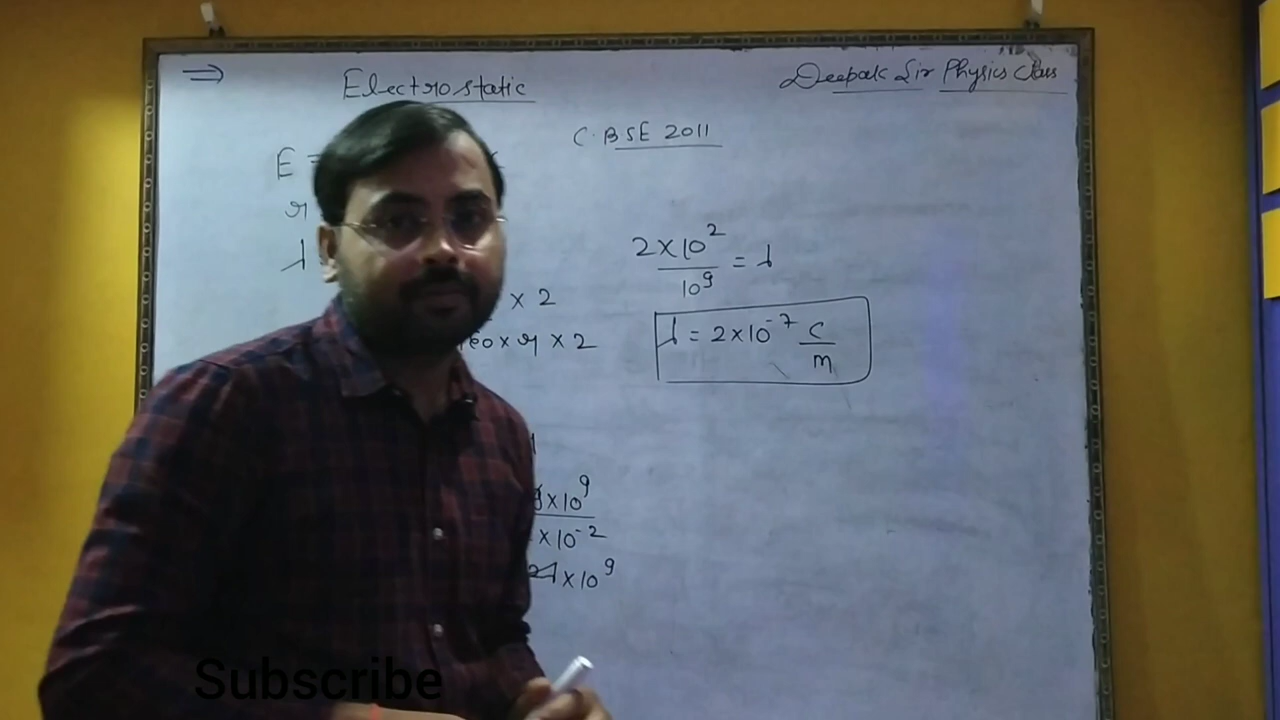 ⇒ Electrostatic Deepak Sir Physics Class
C.BSE 2011
E =
r
λ
2×10² / 10⁹ = λ
× 2
ε0 × r × 2
λ = 2×10⁻⁷ C/m
×10⁹
×10⁻²
×10⁹
Subscribe